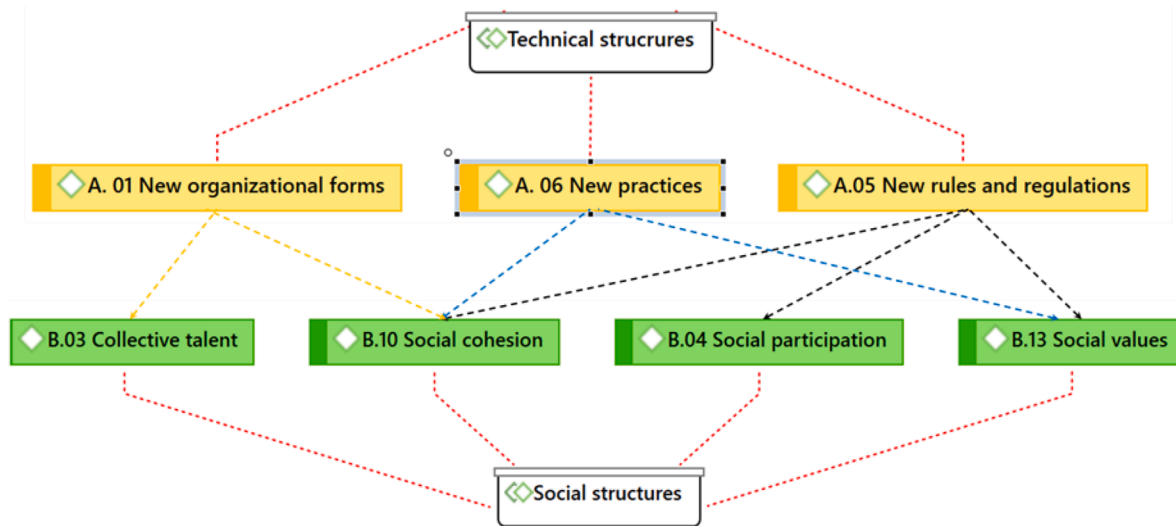 Technical strucrures
A. 01 New organizational forms
A. 06 New practices
A.05 New rules and regulations
B.03 Collective talent
B.10 Social cohesion
B.04 Social participation
B.13 Social values
Social structures